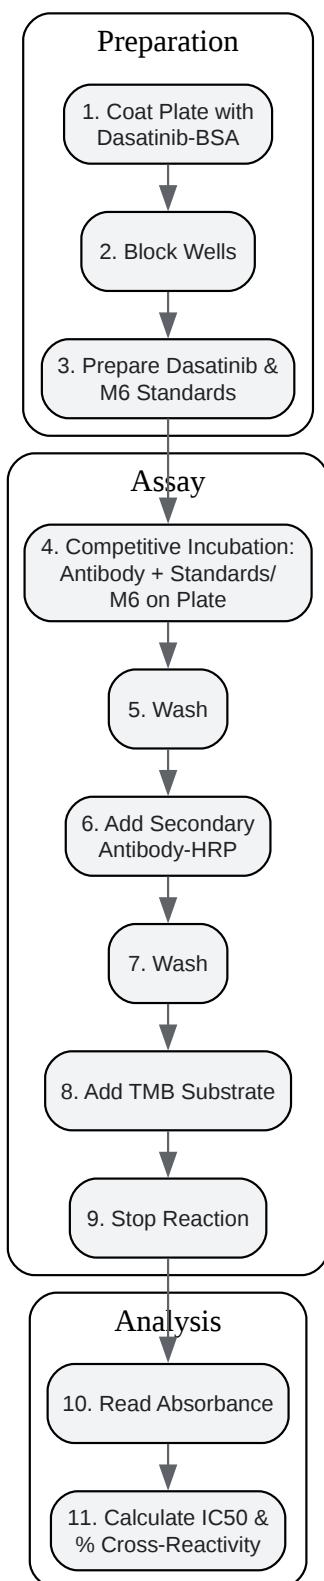 Preparation
1. Coat Plate with
Dasatinib-BSA
2. Block Wells
3. Prepare Dasatinib &
M6 Standards
Assay
4. Competitive Incubation:
Antibody + Standards/
M6 on Plate
5. Wash
6. Add Secondary
Antibody-HRP
7. Wash
8. Add TMB Substrate
9. Stop Reaction
Analysis
10. Read Absorbance
11. Calculate IC50 &
% Cross-Reactivity